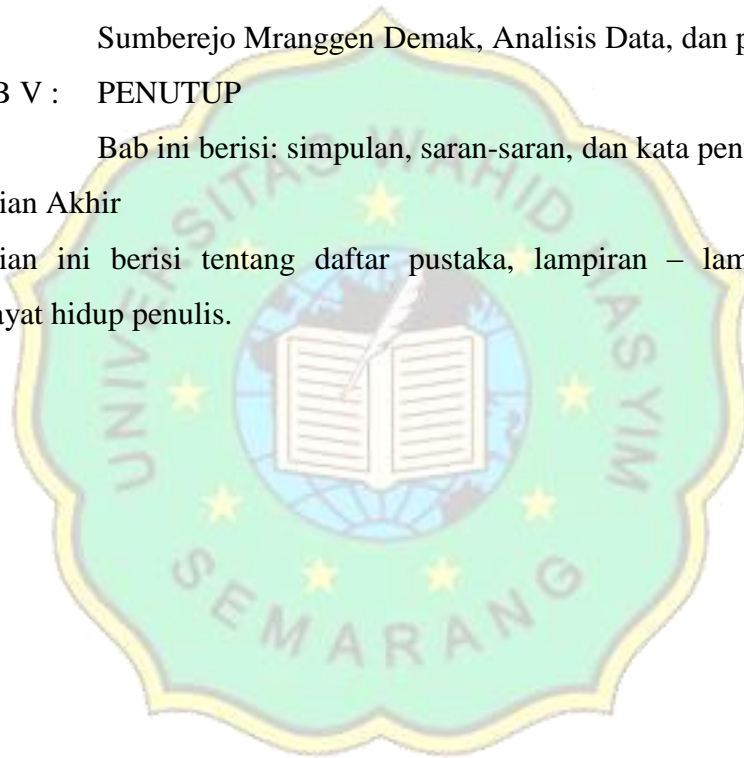 Sumberejo Mranggen Demak, Analisis Data, dan p
B V : PENUTUP
Bab ini berisi: simpulan, saran-saran, dan kata pen
ian Akhir
ian ini berisi tentang daftar pustaka, lampiran – lam
ayat hidup penulis.
UNIVERSITAS WAHID HASYIM
SEMARANG